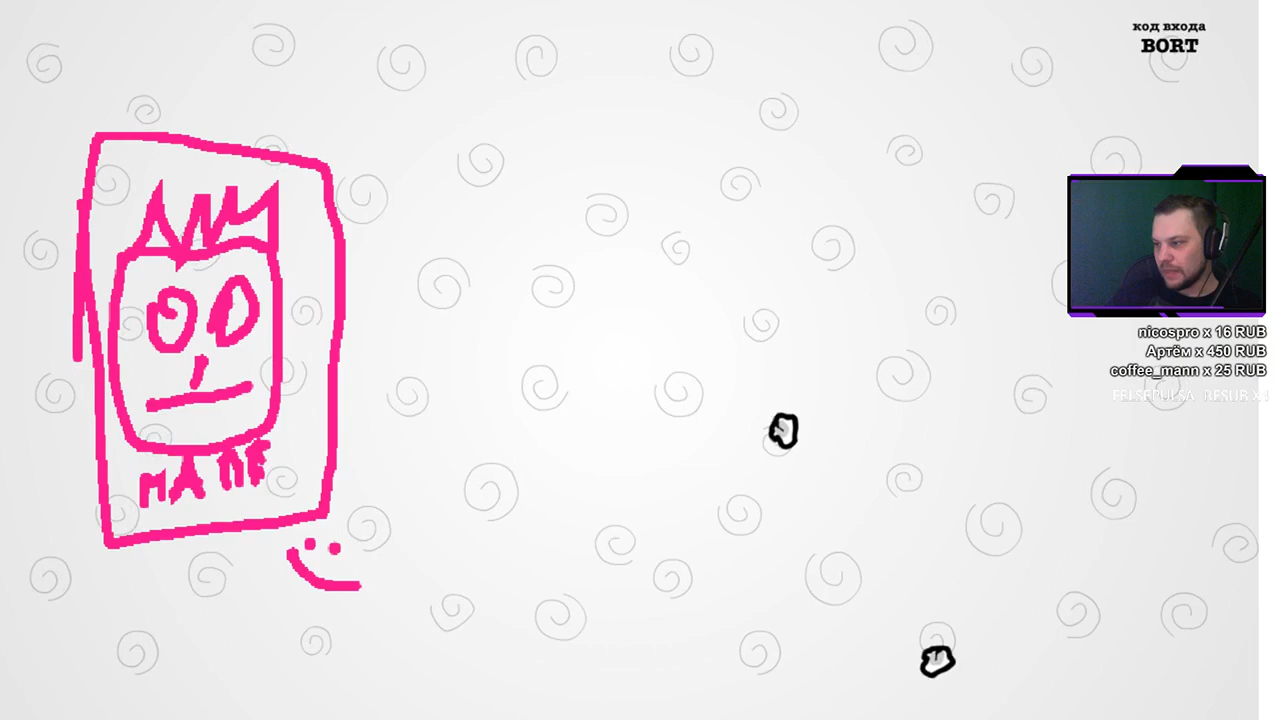 код входа
BORT
МАПЕ
nicospro x 16 RUB
Артём x 450 RUB
coffee_mann x 25 RUB